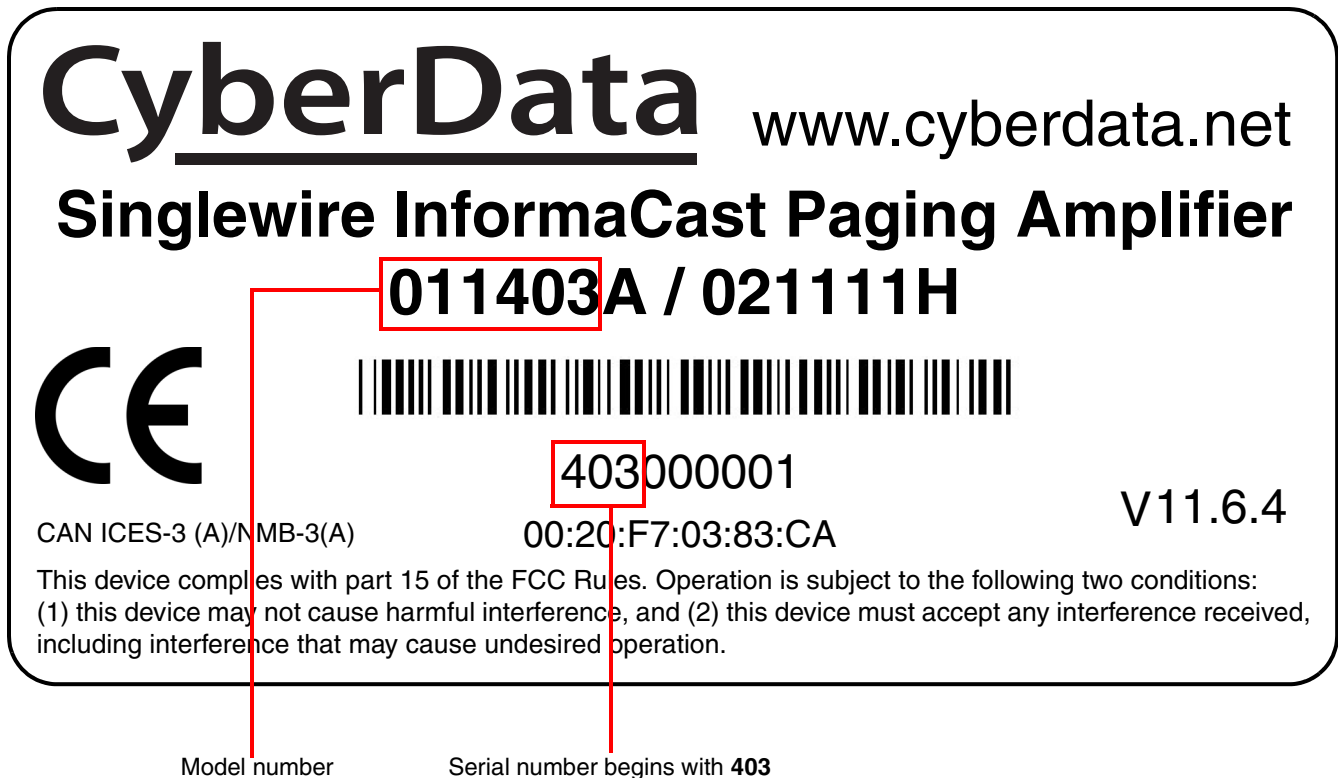 CyberData www.cyberdata.net
Singlewire InformaCast Paging Amplifier
011403A / 021111H
CE
403000001
V11.6.4
CAN ICES-3 (A)/NMB-3(A) 00:20:F7:03:83:CA
This device complies with part 15 of the FCC Rules. Operation is subject to the following two conditions:
(1) this device may not cause harmful interference, and (2) this device must accept any interference received,
including interference that may cause undesired operation.
Model number Serial number begins with 403